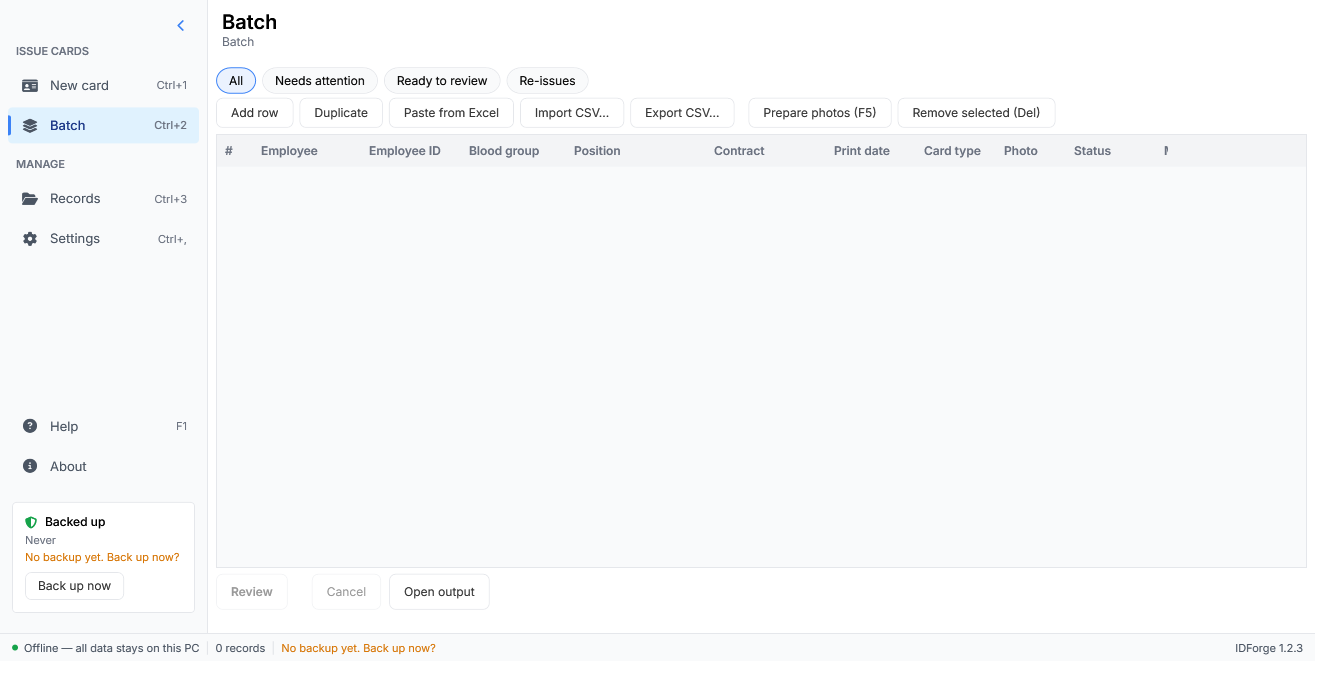 Batch
Batch
ISSUE CARDS
New card Ctrl+1
Batch Ctrl+2
MANAGE
Records Ctrl+3
Settings Ctrl+,
Help F1
About
Backed up
Never
No backup yet. Back up now?
Back up now
All Needs attention Ready to review Re-issues
Add row Duplicate Paste from Excel Import CSV... Export CSV... Prepare photos (F5) Remove selected (Del)
# Employee Employee ID Blood group Position Contract Print date Card type Photo Status
Review Cancel Open output
Offline — all data stays on this PC 0 records No backup yet. Back up now? IDForge 1.2.3